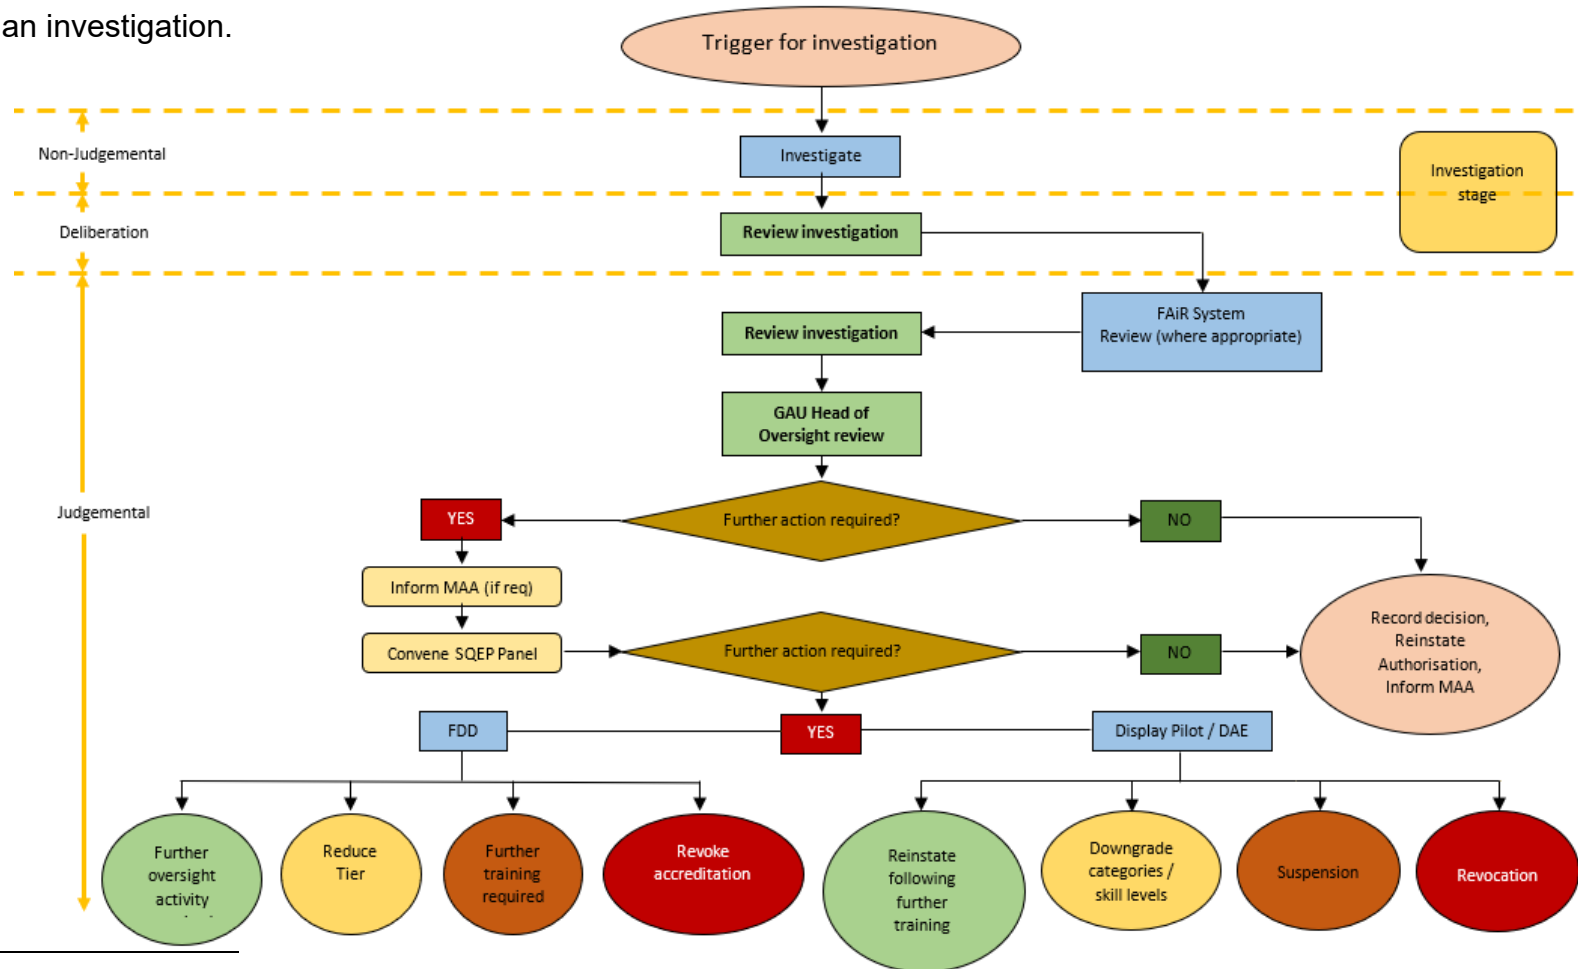 an investigation.
Trigger for investigation
Non-Judgemental
Investigate
Investigation
stage
Deliberation
Review investigation
FAiR System
Review (where appropriate)
Review investigation
GAU Head of
Oversight review
Judgemental
YES
Further action required?
NO
Inform MAA (if req)
Convene SQEP Panel
Further action required?
NO
Record decision,
Reinstate
Authorisation,
Inform MAA
FDD
YES
Display Pilot / DAE
Further
oversight
activity
Reduce
Tier
Further
training
required
Revoke
accreditation
Reinstate
following
further
training
Downgrade
categories /
skill levels
Suspension
Revocation